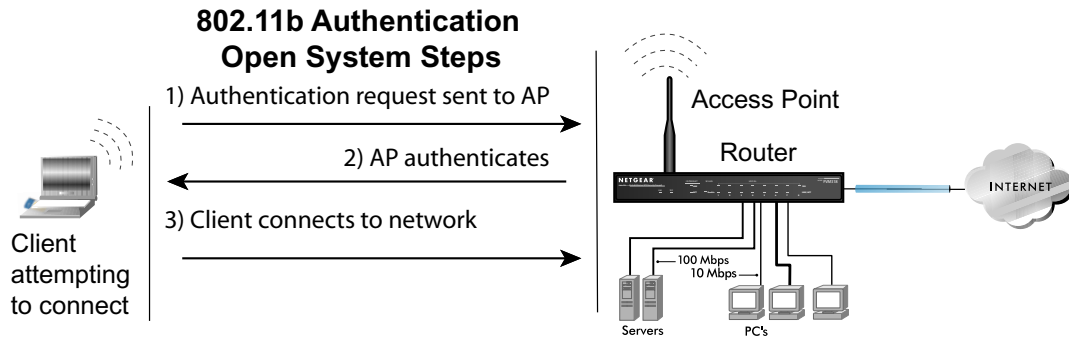 802.11b Authentication
Open System Steps
1) Authentication request sent to AP
2) AP authenticates
3) Client connects to network
Client
attempting
to connect
Access Point
Router
NETGEAR
INTERNET
100 Mbps
10 Mbps
Servers
PC's